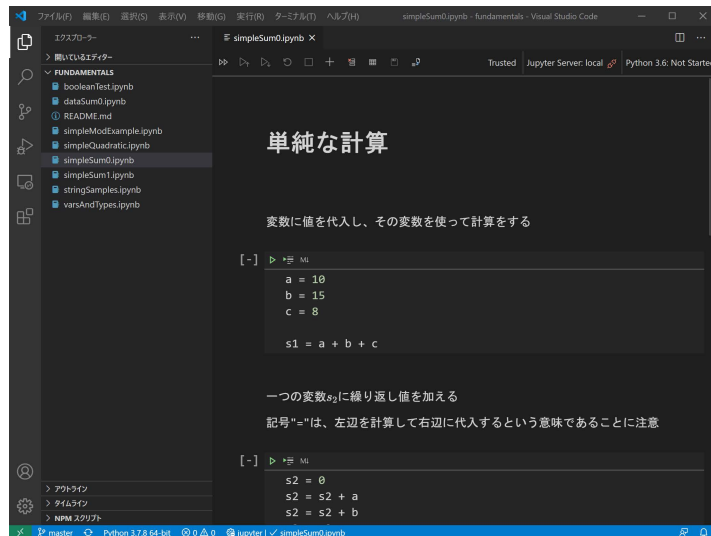 ファイル(F) 編集(E) 選択(S) 表示(V) 移動(G) 実行(R) ターミナル(T) ヘルプ(H) simpleSum0.ipynb - fundamentals - Visual Studio Code
エクスプローラー ···
simpleSum0.ipynb
開いているエディター
FUNDAMENTALS
Trusted Jupyter Server: local Python 3.6: Not Starte
booleanTest.ipynb
dataSum0.ipynb
README.md
simpleModExample.ipynb
simpleQuadratic.ipynb
simpleSum0.ipynb
simpleSum1.ipynb
stringSamples.ipynb
varsAndTypes.ipynb
単純な計算
変数に値を代入し、その変数を使って計算をする
[-] M↓
a = 10
b = 15
c = 8
s1 = a + b + c
一つの変数s₂に繰り返し値を加える
記号"="は、左辺を計算して右辺に代入するという意味であることに注意
[-] M↓
s2 = 0
s2 = s2 + a
s2 = s2 + b
アウトライン
タイムライン
NPM スクリプト
master Python 3.7.8 64-bit 0 0 jupyter | ✓ simpleSum0.ipynb